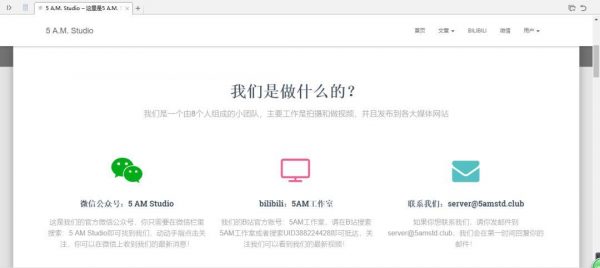 5 A.M. Studio – 这里是5 A.M.
5 A.M. Studio
首页 文章 BILIBILI 微信 用户
我们是做什么的？
我们是一个由8个人组成的小团队，主要工作是拍摄和做视频，并且发布到各大媒体网站
微信公众号：5 AM Studio
这是我们的官方微信公众号，你只需要在微信栏里
搜索：5 AM Studio即可找到我们，动动手指点击关
注，你可以在微信上收到我们的最新消息！
bilibili：5AM工作室
我们的B站官方账号：5AM工作室，请在B站搜索
5AM工作室或者搜索UID388224428即可抵达，关
注我们可以看到我们的最新视频！
联系我们：server@5amstd.club
如果你想联系我们，请你发邮件到
server@5amstd.club，我们会在第一时间回复你的
邮件！